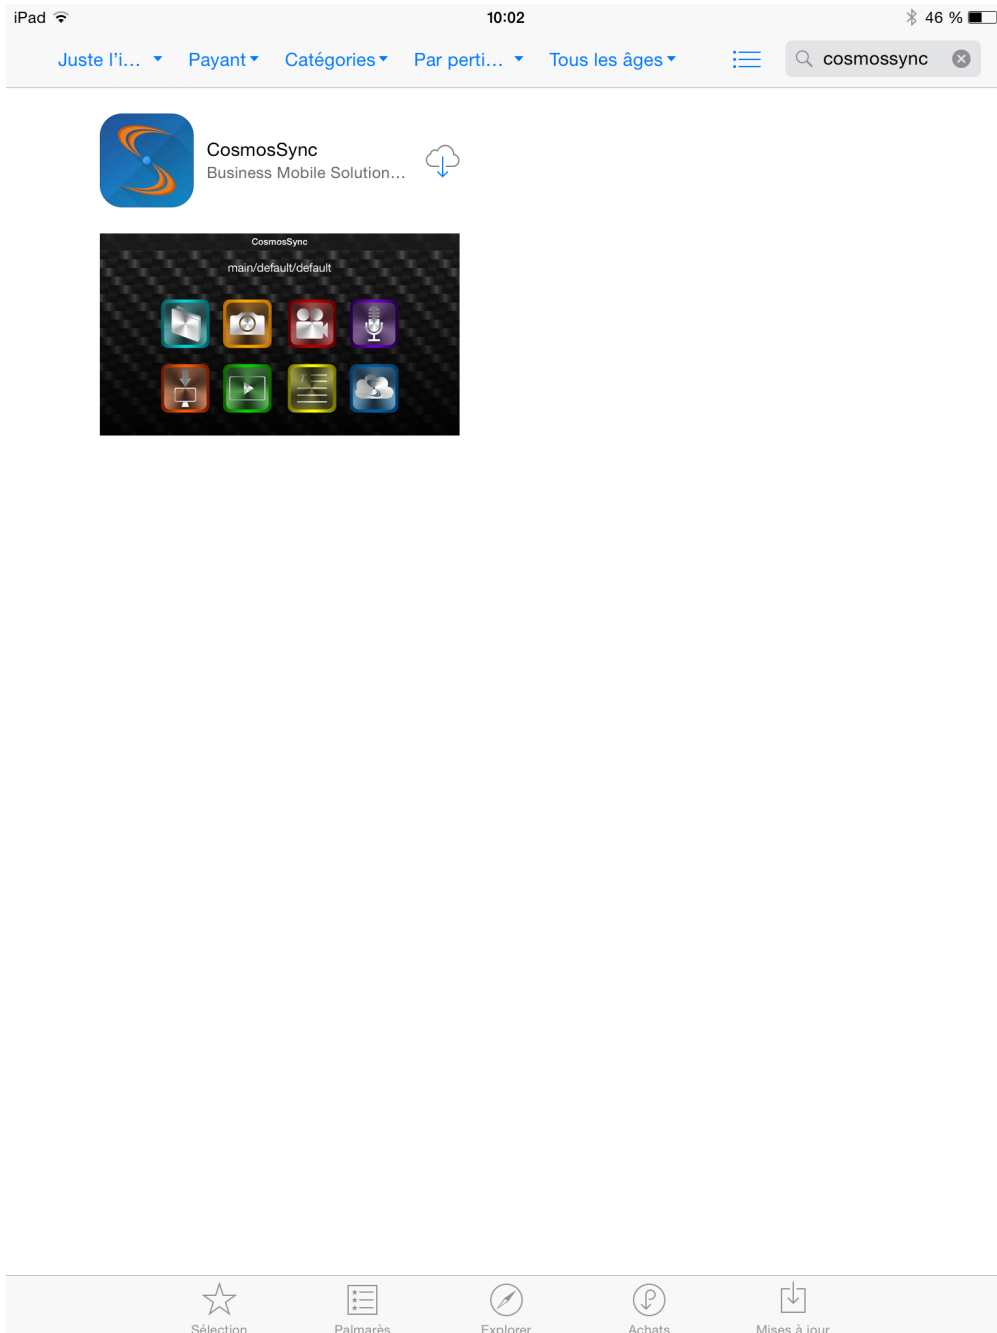 iPad 10:02 46 %
Juste l'i… Payant Catégories Par perti… Tous les âges cosmossync
CosmosSync
Business Mobile Solution…
CosmosSync
main/default/default
Sélection Palmarès Explorer Achats Mises à jour